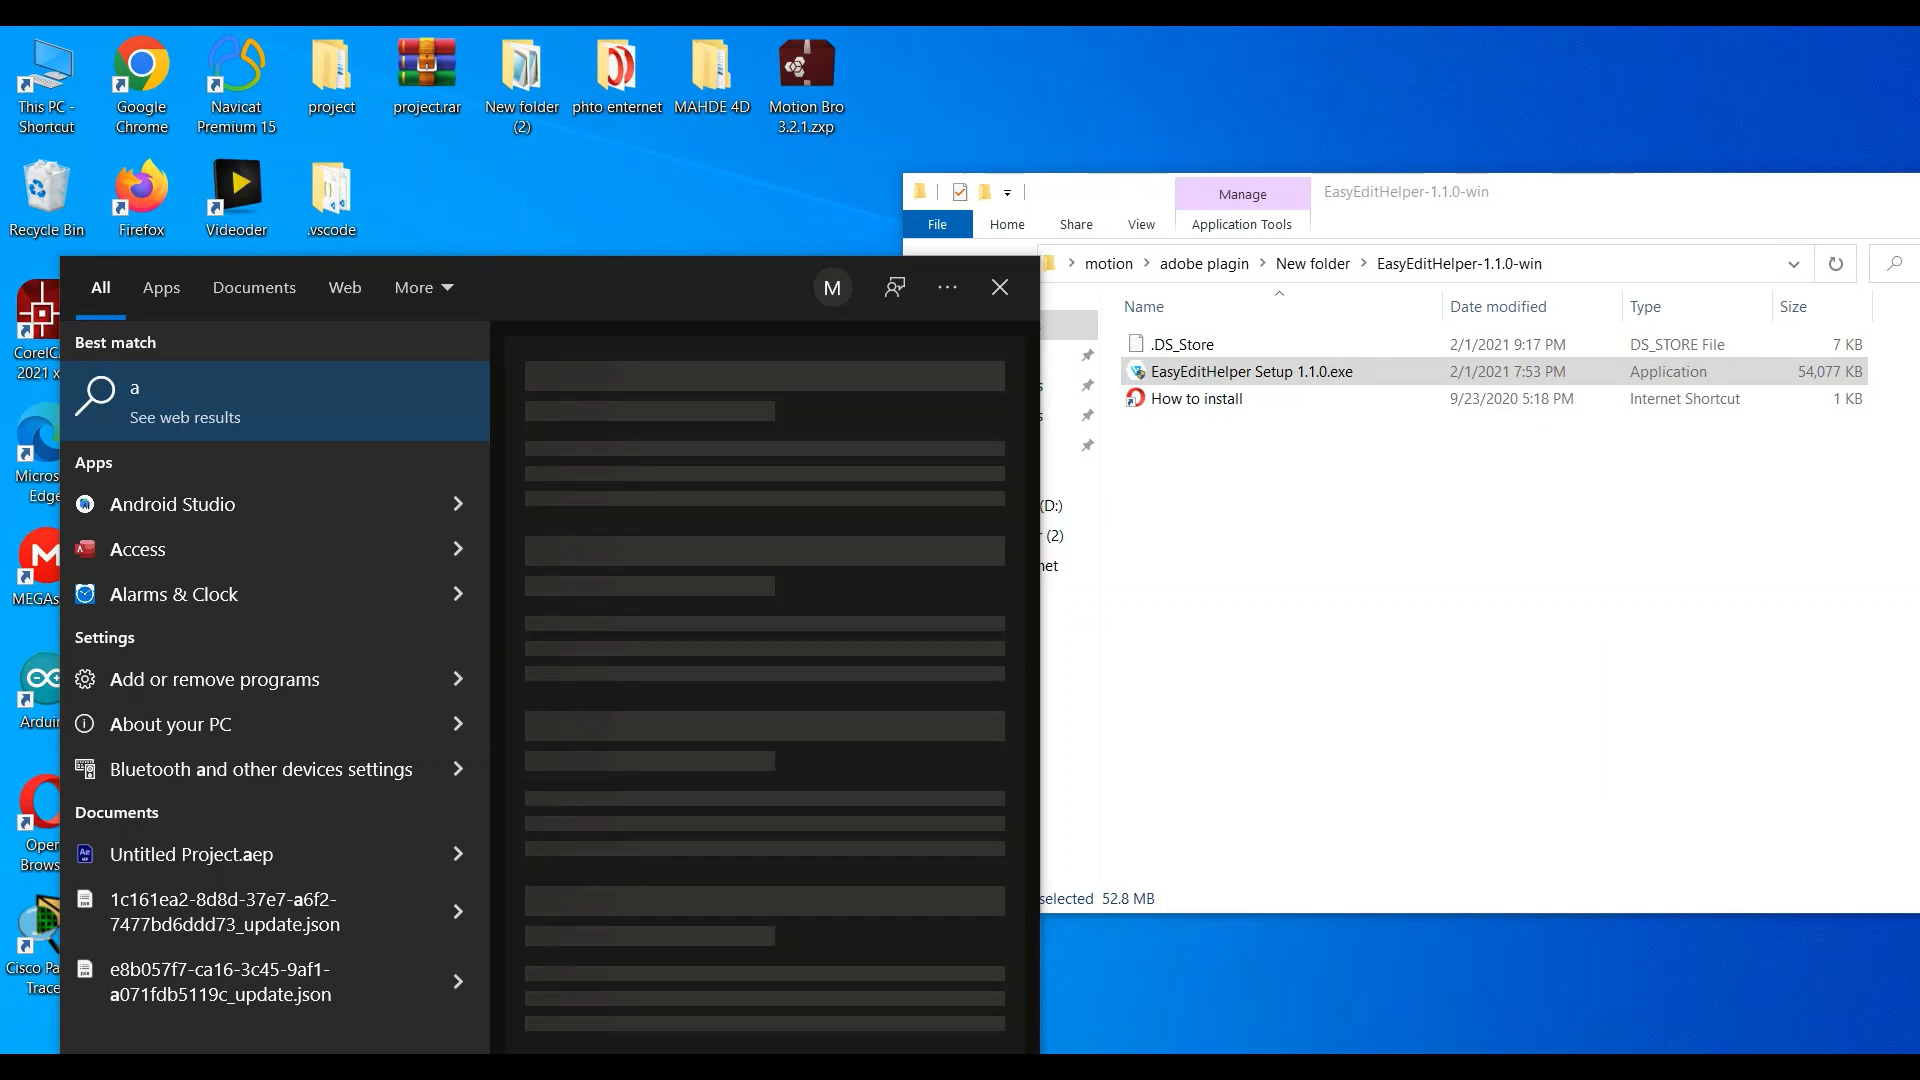 This PC - Shortcut
Google Chrome
Navicat Premium 15
project
project.rar
New folder (2)
phto enternet
MAHDE 4D
Motion Bro 3.2.1.zxp
Recycle Bin
Firefox
Videoder
.vscode
Manage
EasyEditHelper-1.1.0-win
File
Home
Share
View
Application Tools
motion
adobe plagin
New folder
EasyEditHelper-1.1.0-win
Name
Date modified
Type
Size
.DS_Store
2/1/2021 9:17 PM
DS_STORE File
7 KB
EasyEditHelper Setup 1.1.0.exe
2/1/2021 7:53 PM
Application
54,077 KB
How to install
9/23/2020 5:18 PM
Internet Shortcut
1 KB
(D:)
(2)
selected 52.8 MB
All
Apps
Documents
Web
More
M
Best match
a
See web results
Apps
Android Studio
Access
Alarms & Clock
Settings
Add or remove programs
About your PC
Bluetooth and other devices settings
Documents
Untitled Project.aep
1c161ea2-8d8d-37e7-a6f2-
7477bd6ddd73_update.json
e8b057f7-ca16-3c45-9af1-
a071fdb5119c_update.json
2021
Edge
Cisco